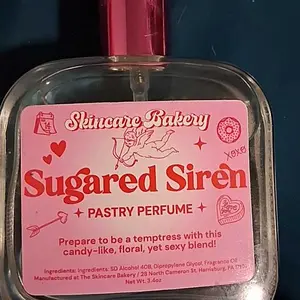 Skincare Bakery
xoxo
Sugared Siren
PASTRY PERFUME
Prepare to be a temptress with this
candy-like, floral, yet sexy blend!
Ingredients: Ingredients: SD Alcohol 40B, Dipropylene Glycol, Fragrance Oil
Manufactured at The Skincare Bakery / 25 North Cameron St, Harrisburg, PA 17101
Net Wt. 3.4oz